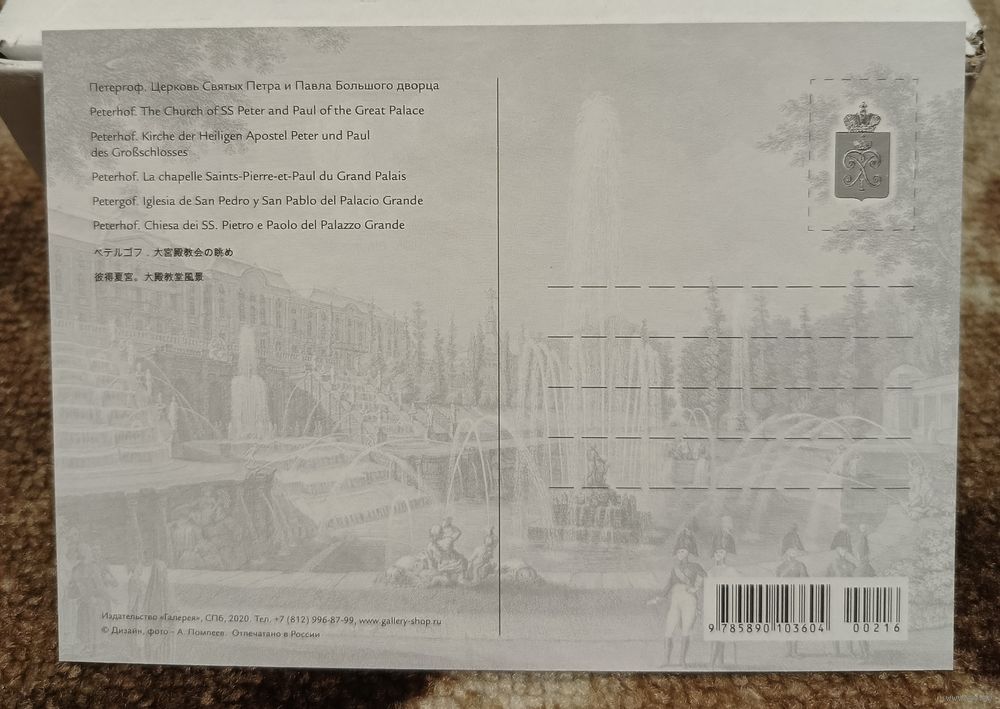 Петергоф. Церковь Святых Петра и Павла Большого дворца
Peterhof. The Church of SS Peter and Paul of the Great Palace
Peterhof. Kirche der Heiligen Apostel Peter und Paul
des Großschlosses
Peterhof. La chapelle Saints-Pierre-et-Paul du Grand Palais
Petergof. Iglesia de San Pedro y San Pablo del Palacio Grande
Peterhof. Chiesa dei SS. Pietro e Paolo del Palazzo Grande
ペテルゴフ . 大宮殿教会の眺め
彼得夏宮。大殿教堂風景
Издательство «Галерея», СПб, 2020. Тел. +7 (812) 996-87-99, www.gallery-shop.ru
© Дизайн, фото – А. Помпеев. Отпечатано в России
9 785890 103604 00216